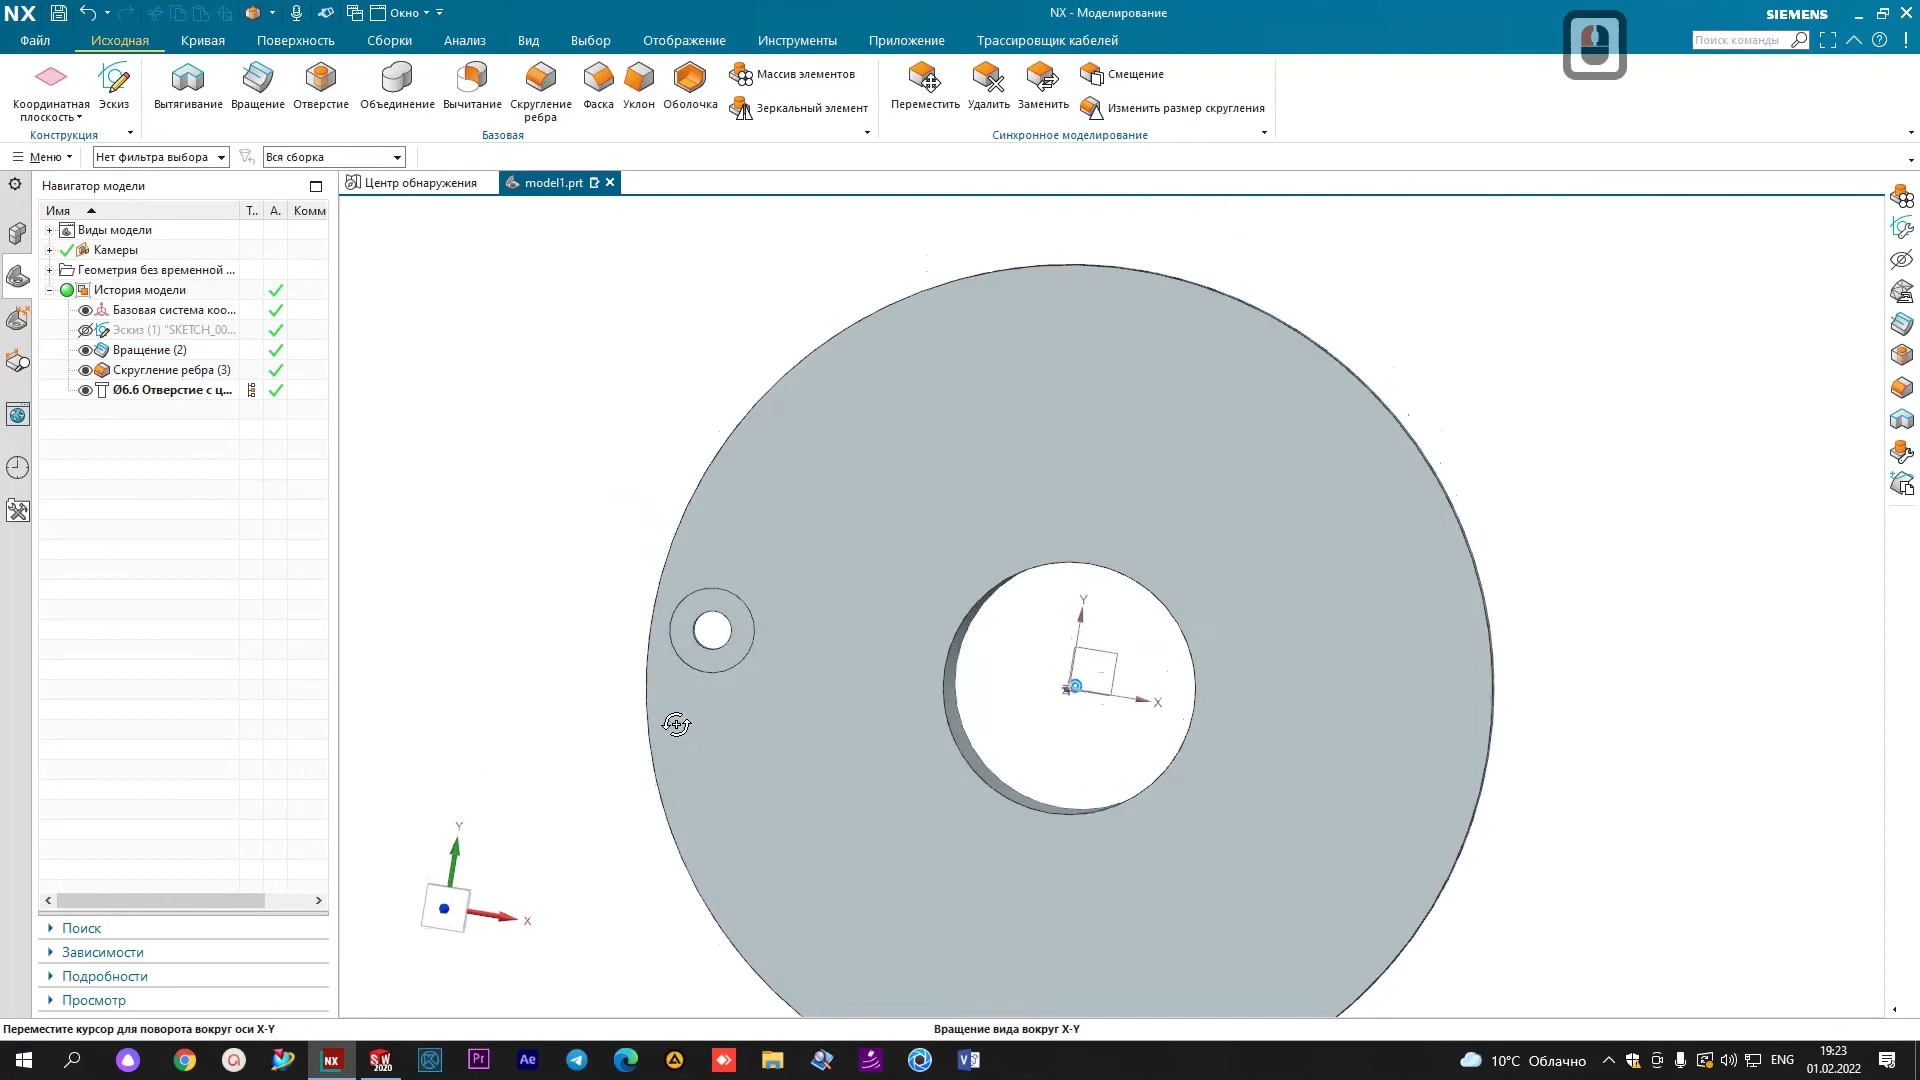 NX
Окно
NX - Моделирование
SIEMENS
Файл
Исходная
Кривая
Поверхность
Сборки
Анализ
Вид
Выбор
Отображение
Инструменты
Приложение
Трассировщик кабелей
Поиск команды
Координатная
плоскость
Эскиз
Вытягивание
Вращение
Отверстие
Объединение
Вычитание
Скругление
ребра
Фаска
Уклон
Оболочка
Массив элементов
Зеркальный элемент
Переместить
Удалить
Заменить
Смещение
Изменить размер скругления
Конструкция
Базовая
Синхронное моделирование
Меню
Нет фильтра выбора
Вся сборка
Навигатор модели
Центр обнаружения
model1.prt
Имя
Т..
А.
Комм
Виды модели
Камеры
Геометрия без временной ...
История модели
Базовая система коо...
Эскиз (1) "SKETCH_00...
Вращение (2)
Скругление ребра (3)
Ø6.6 Отверстие с ц...
Y
X
Y
X
Поиск
Зависимости
Подробности
Просмотр
Переместите курсор для поворота вокруг оси X-Y
Вращение вида вокруг X-Y
NX
SW
2020
Pr
Ae
10°C Облачно
ENG
19:23
01.02.2022